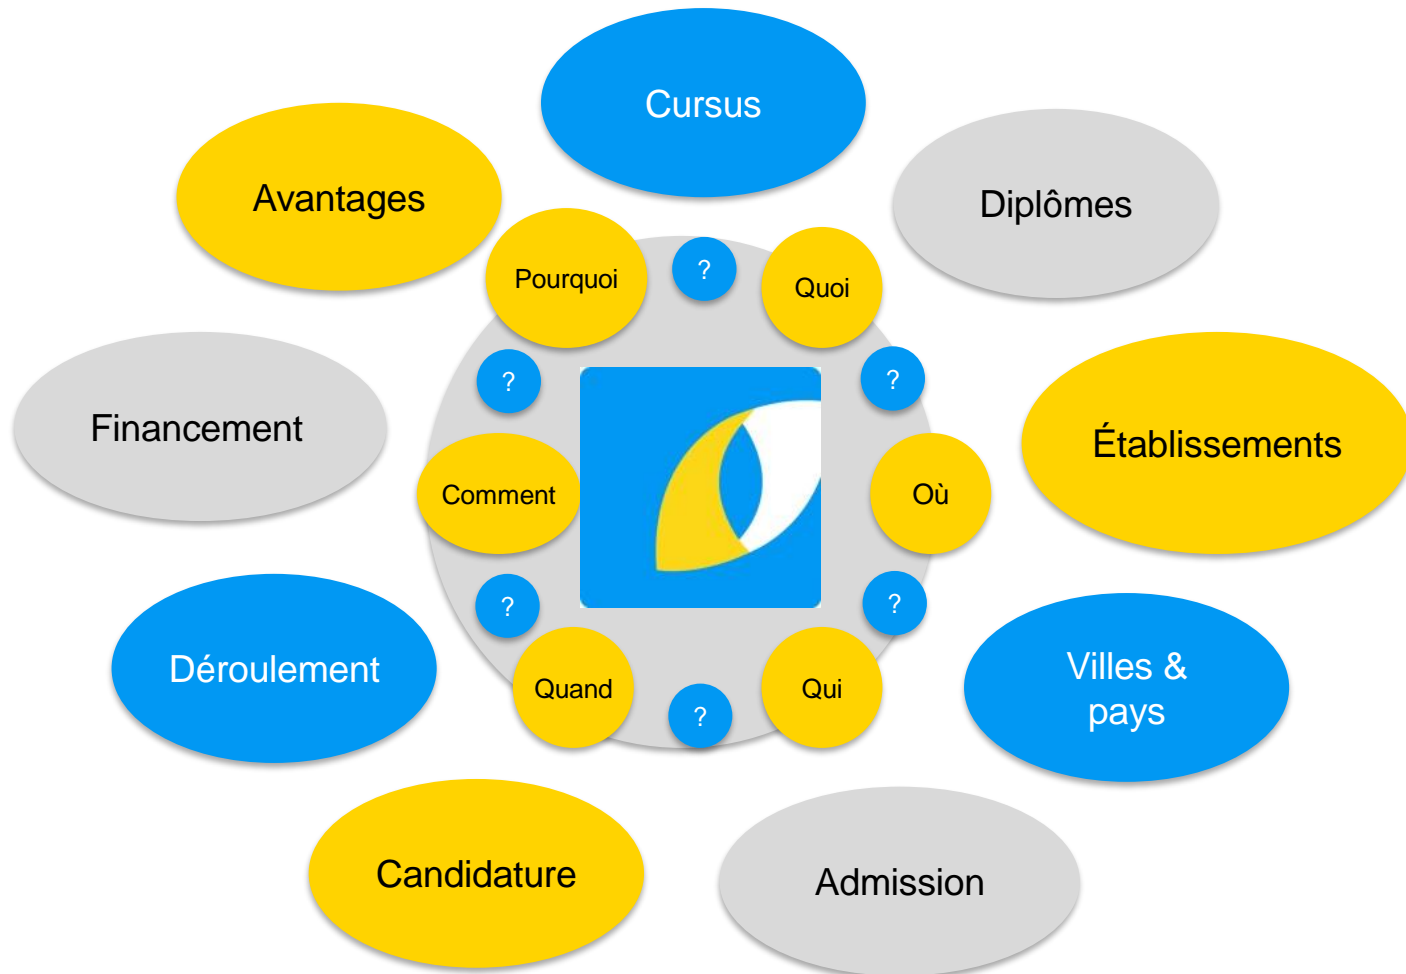 Cursus
Avantages
Diplômes
Pourquoi
?
Quoi
?
?
Financement
Établissements
Comment
Où
?
?
Déroulement
Villes &
pays
Quand
?
Qui
Candidature
Admission